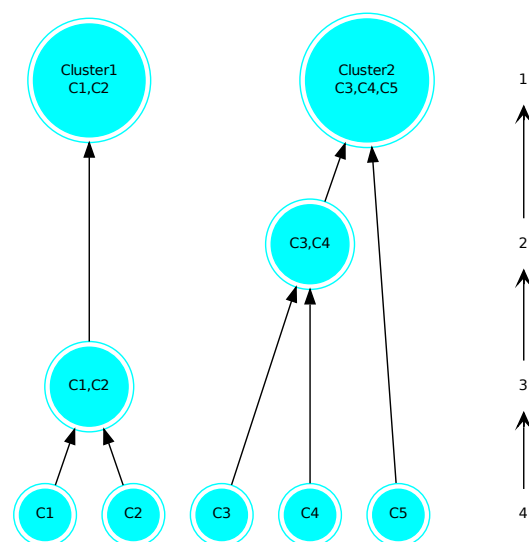 Cluster1
C1,C2
Cluster2
C3,C4,C5
1
C3,C4
2
C1,C2
3
C1
C2
C3
C4
C5
4